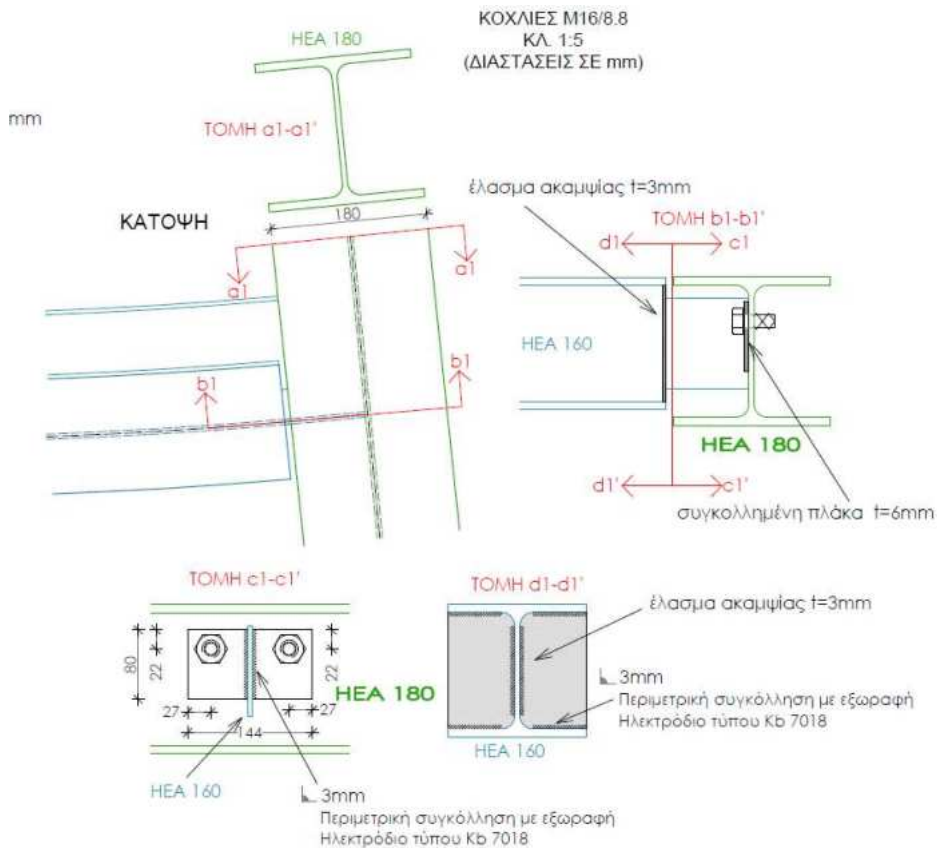 ΚΟΧΛΙΕΣ M16/8.8
ΚΛ. 1:5
(ΔΙΑΣΤΑΣΕΙΣ ΣΕ mm)
HEA 180
mm
ΤΟΜΗ a1-a1'
ΚΑΤΟΨΗ
180
a1
a1
b1
b1
έλασμα ακαμψίας t=3mm
ΤΟΜΗ b1-b1'
d1
c1
HEA 160
HEA 180
d1'
c1'
συγκολλημένη πλάκα t=6mm
ΤΟΜΗ c1-c1'
80
22
22
27
27
144
HEA 180
HEA 160
3mm
Περιμετρική συγκόλληση με εξωραφή
Ηλεκτρόδιο τύπου Kb 7018
ΤΟΜΗ d1-d1'
έλασμα ακαμψίας t=3mm
3mm
Περιμετρική συγκόλληση με εξωραφή
Ηλεκτρόδιο τύπου Kb 7018
HEA 160